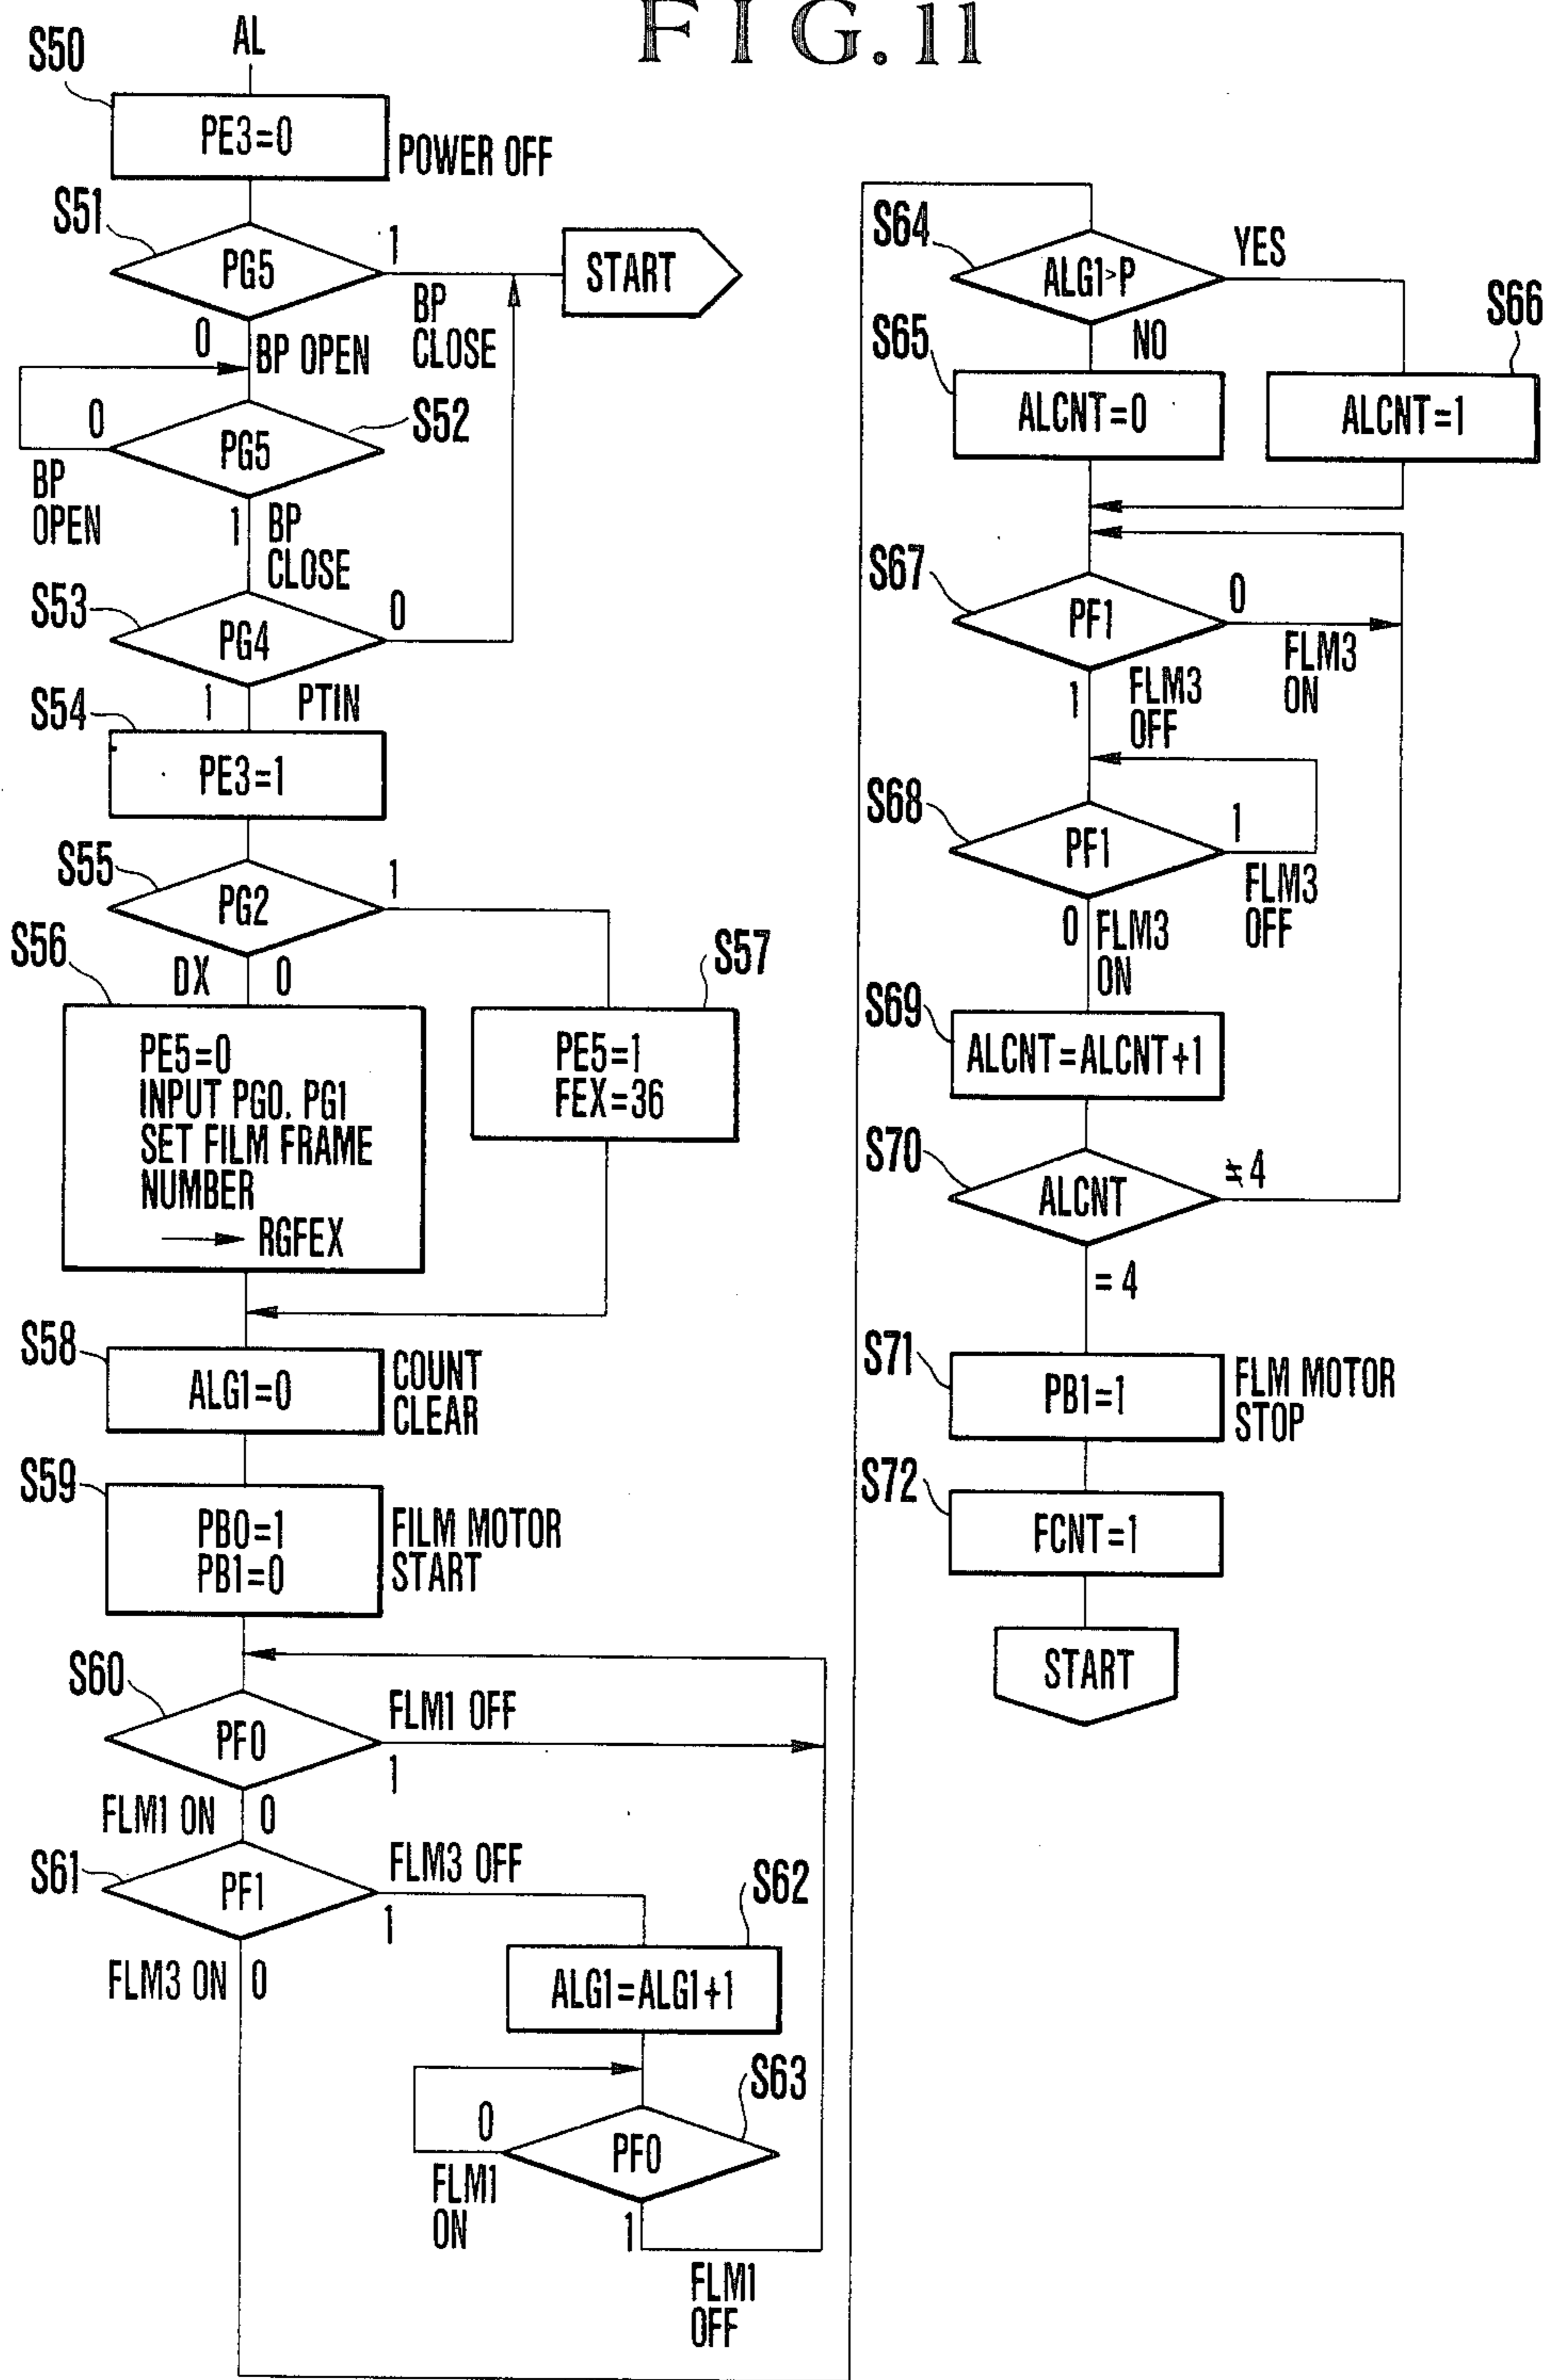 FIG.11
AL
S50
PE3=0
POWER OFF
S51
PG5
1
BP
CLOSE
START
0
BP OPEN
S52
PG5
0
BP
OPEN
1
BP
CLOSE
S53
PG4
0
1
PTIN
S54
PE3=1
S55
PG2
1
DX
0
S56
PE5=0
INPUT PG0. PG1
SET FILM FRAME
NUMBER
→ RGFEX
S57
PE5=1
FEX=36
S58
ALG1=0
COUNT
CLEAR
S59
PB0=1
PB1=0
FILM MOTOR
START
S60
PF0
FLM1 OFF
1
FLM1 ON
0
S61
PF1
FLM3 OFF
1
FLM3 ON
0
S62
ALG1=ALG1+1
S63
PF0
0
FLM1
ON
1
FLM1
OFF
S64
ALG1>P
YES
NO
S65
ALCNT=0
S66
ALCNT=1
S67
PF1
0
FLM3
ON
1
FLM3
OFF
S68
PF1
1
FLM3
OFF
0
FLM3
ON
S69
ALCNT=ALCNT+1
S70
ALCNT
≠4
=4
S71
PB1=1
FLM MOTOR
STOP
S72
FCNT=1
START